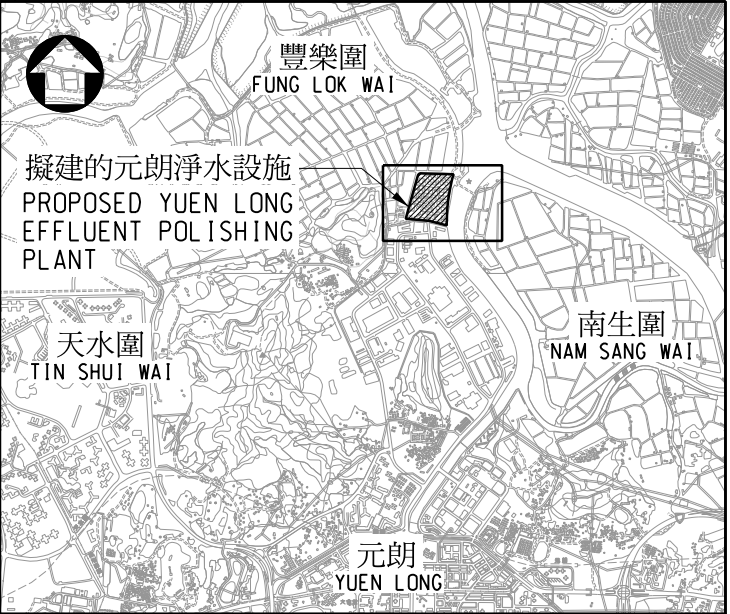 豐樂圍
FUNG LOK WAI
擬建的元朗淨水設施
PROPOSED YUEN LONG
EFFLUENT POLISHING
PLANT
南生圍
NAM SANG WAI
天水圍
TIN SHUI WAI
元朗
YUEN LONG